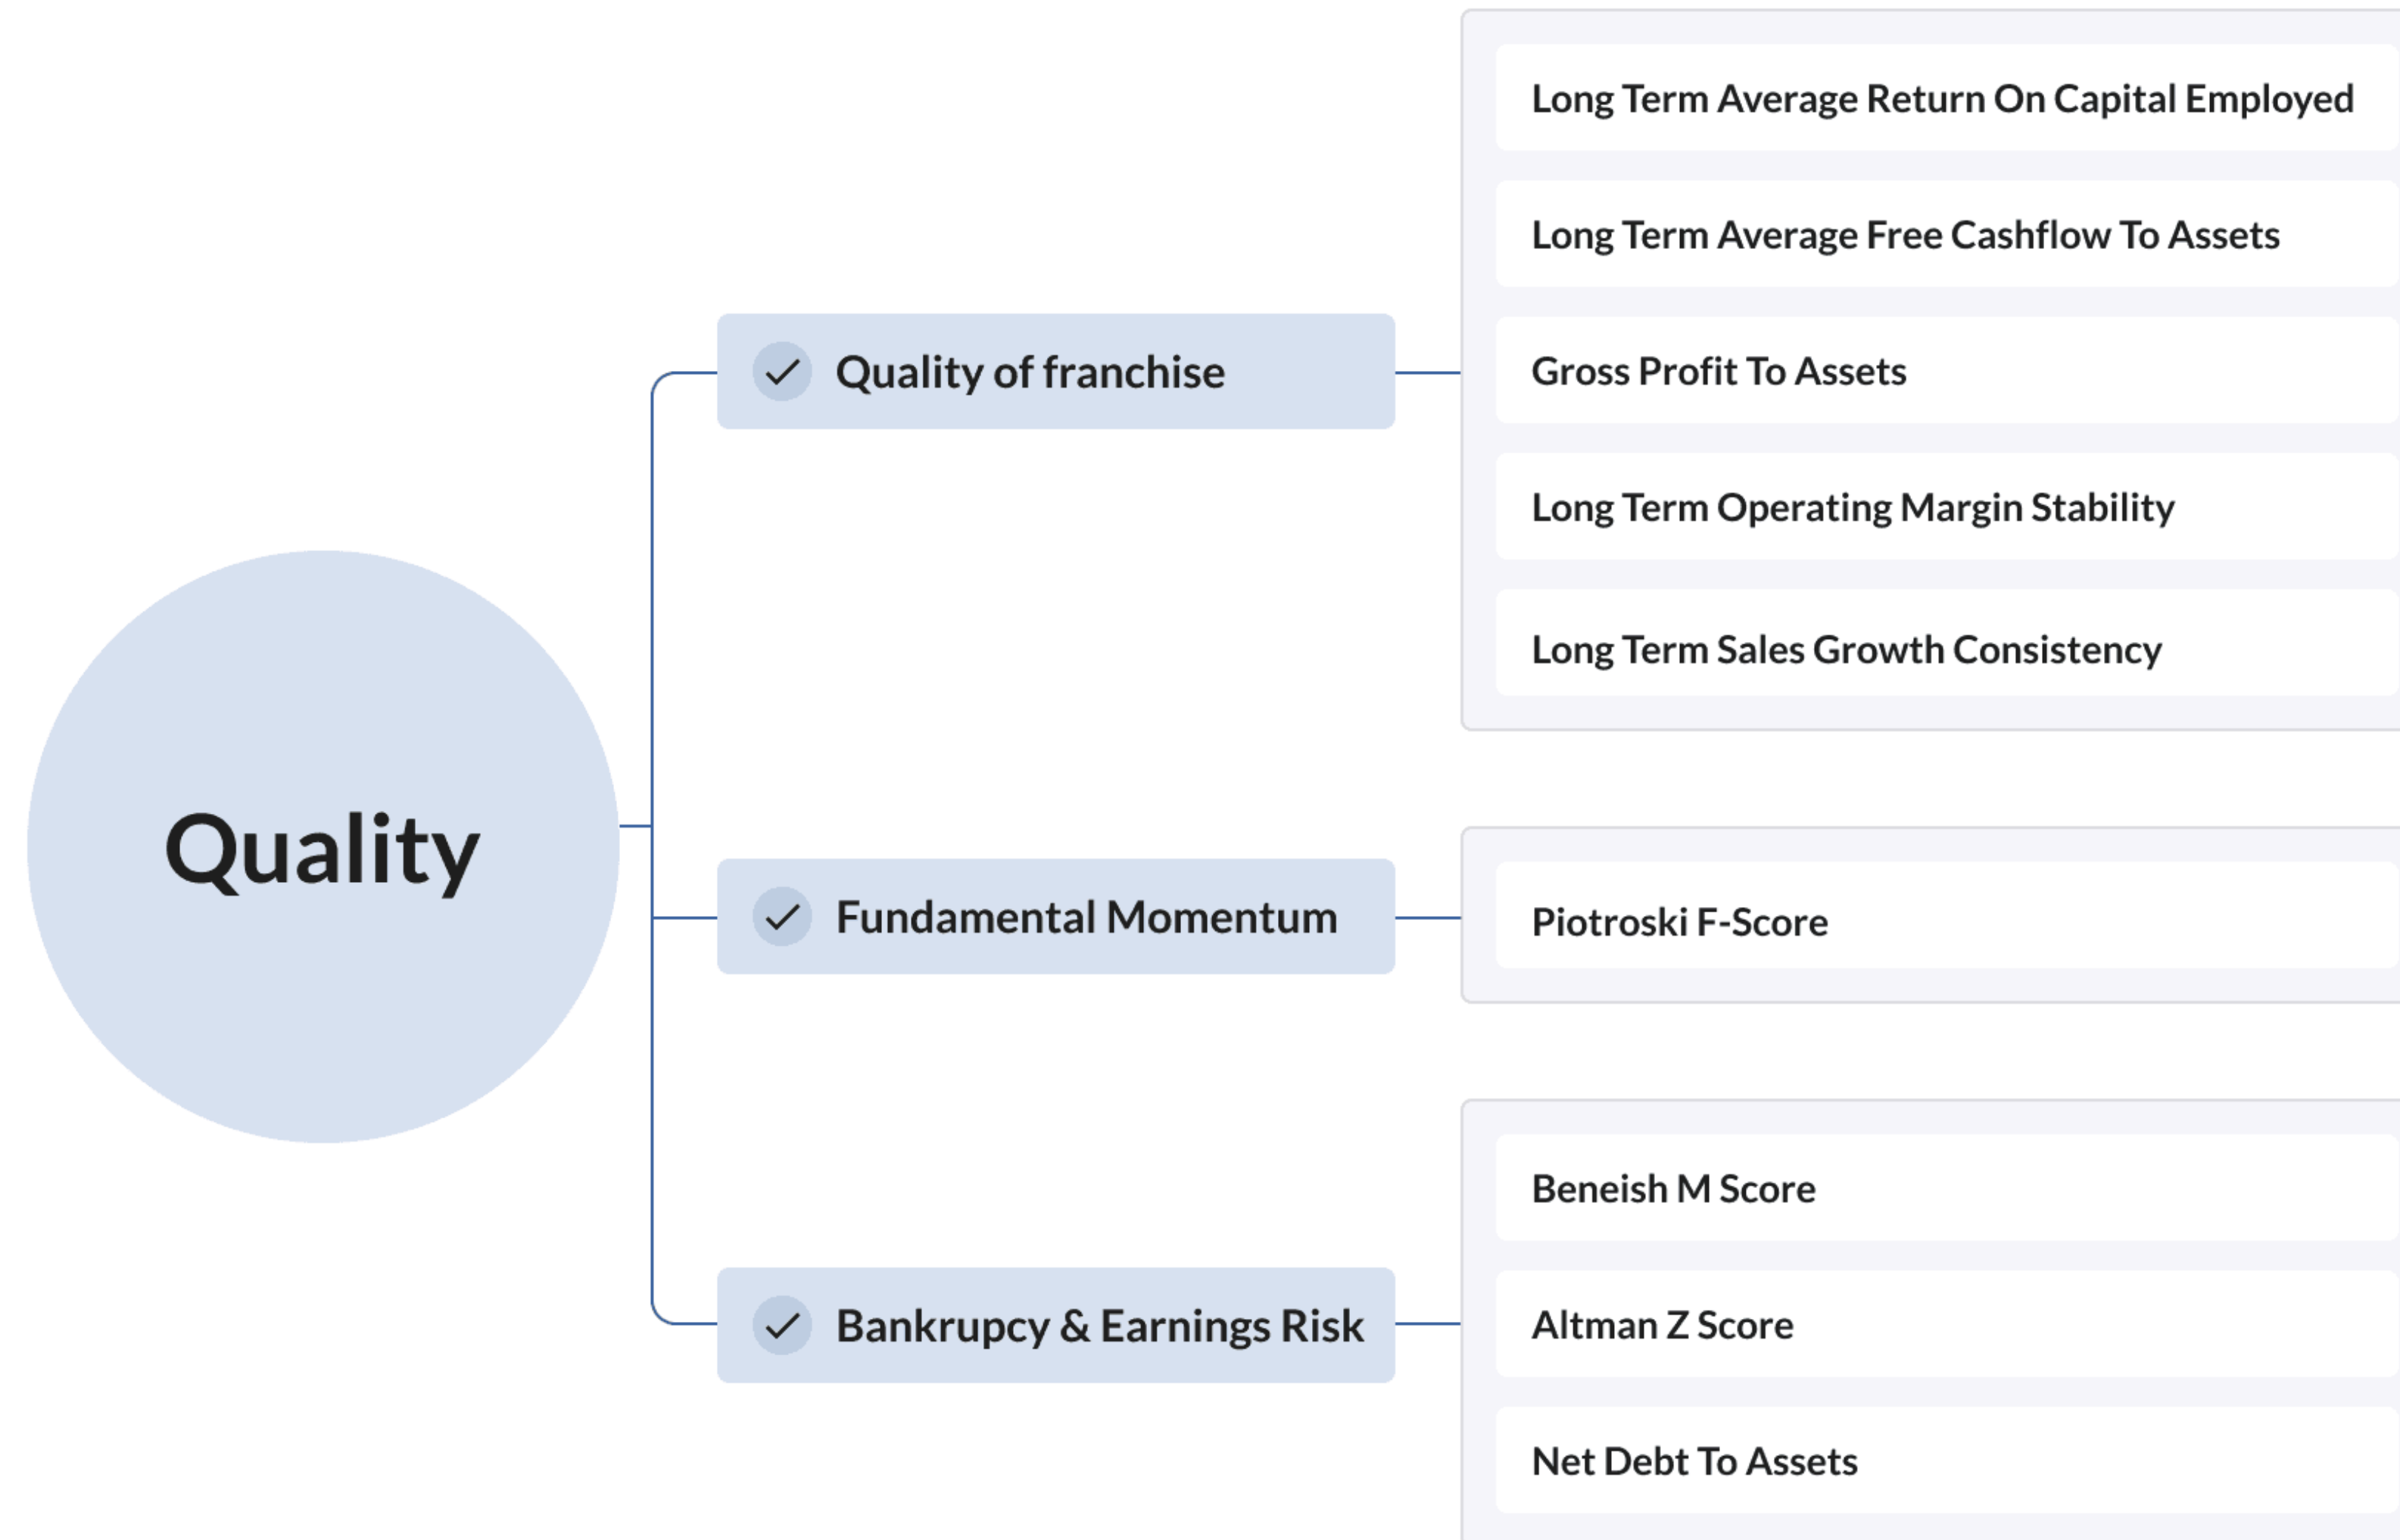 Quality
Quality of franchise
Long Term Average Return On Capital Employed
Long Term Average Free Cashflow To Assets
Gross Profit To Assets
Long Term Operating Margin Stability
Long Term Sales Growth Consistency
Fundamental Momentum
Piotroski F-Score
Bankrupcy & Earnings Risk
Beneish M Score
Altman Z Score
Net Debt To Assets